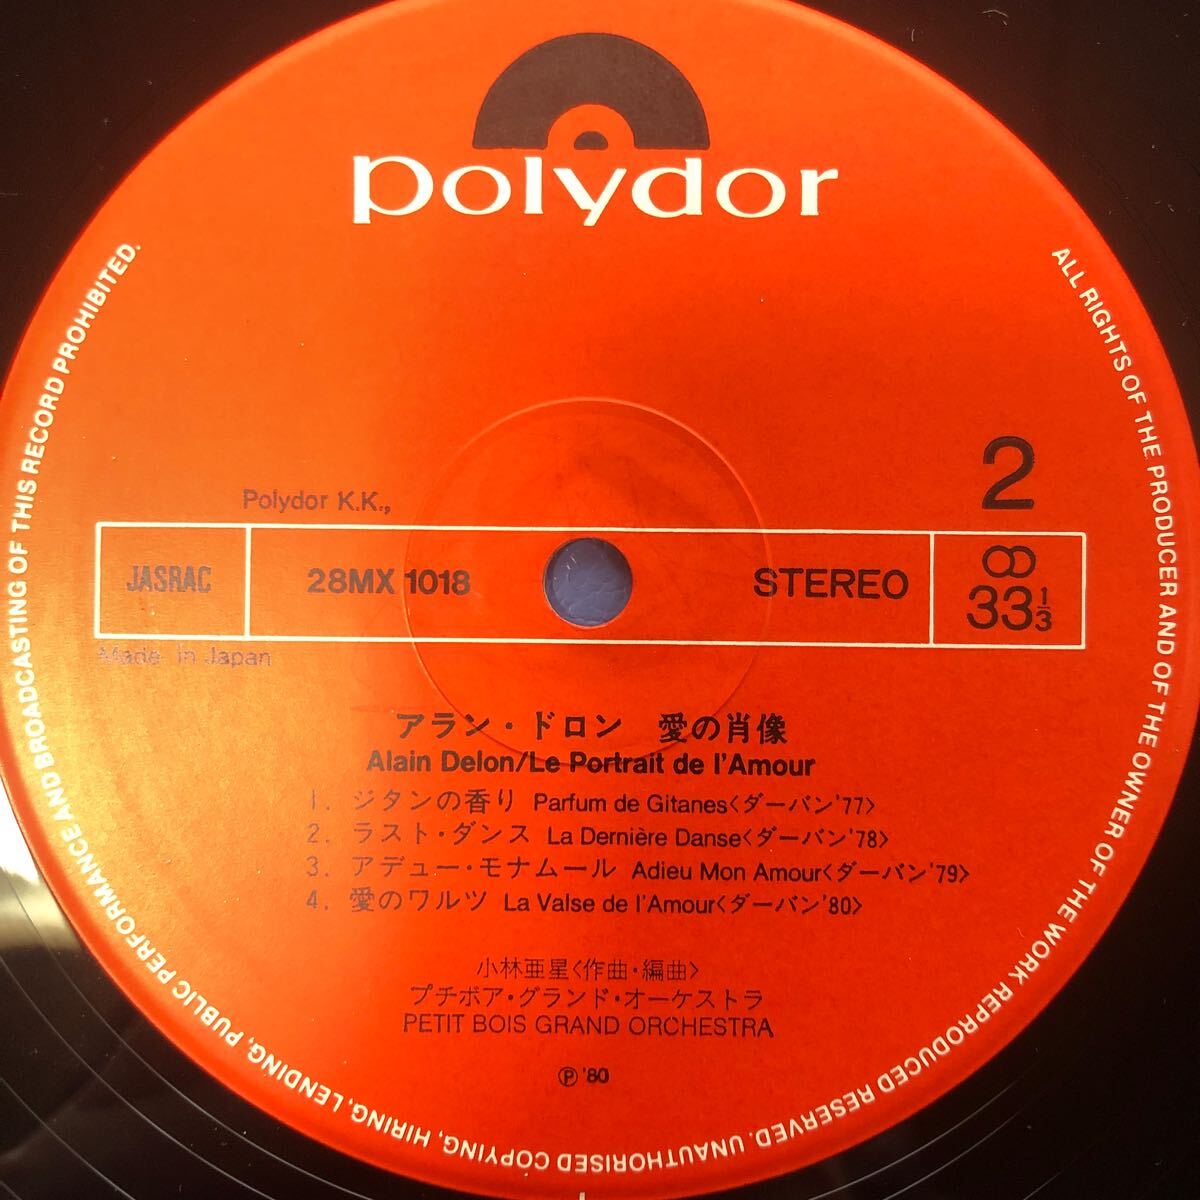 polydor
ALL RIGHTS OF THE PRODUCER AND OF THE OWNER OF THE WORK REPRODUCED RESERVED. UNAUTHORISED COPYING, HIRING, LENDING, PUBLIC PERFORMANCE AND BROADCASTING OF THIS RECORD PROHIBITED.
2
Polydor K.K.,
JASRAC 28MX 1018 STEREO 8 33 1/3
Made in Japan
アラン・ドロン 愛の肖像
Alain Delon/Le Portrait de l'Amour
1. ジタンの香り Parfum de Gitanes〈ダーバン'77〉
2. ラスト・ダンス La Dernière Danse〈ダーバン'78〉
3. アデュー・モナムール Adieu Mon Amour〈ダーバン'79〉
4. 愛のワルツ La Valse de l'Amour〈ダーバン'80〉
小林亜星〈作曲・編曲〉
プチボア・グランド・オーケストラ
PETIT BOIS GRAND ORCHESTRA
Ⓟ '80